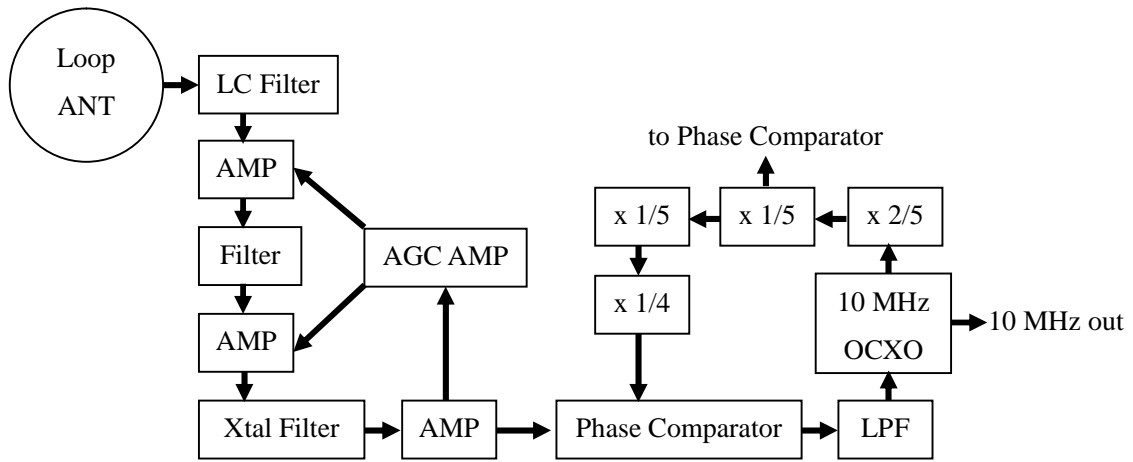 Loop
ANT
LC Filter
AMP
Filter
AMP
Xtal Filter
AGC AMP
AMP
to Phase Comparator
x 1/5
x 1/5
x 2/5
x 1/4
10 MHz
OCXO
10 MHz out
Phase Comparator
LPF